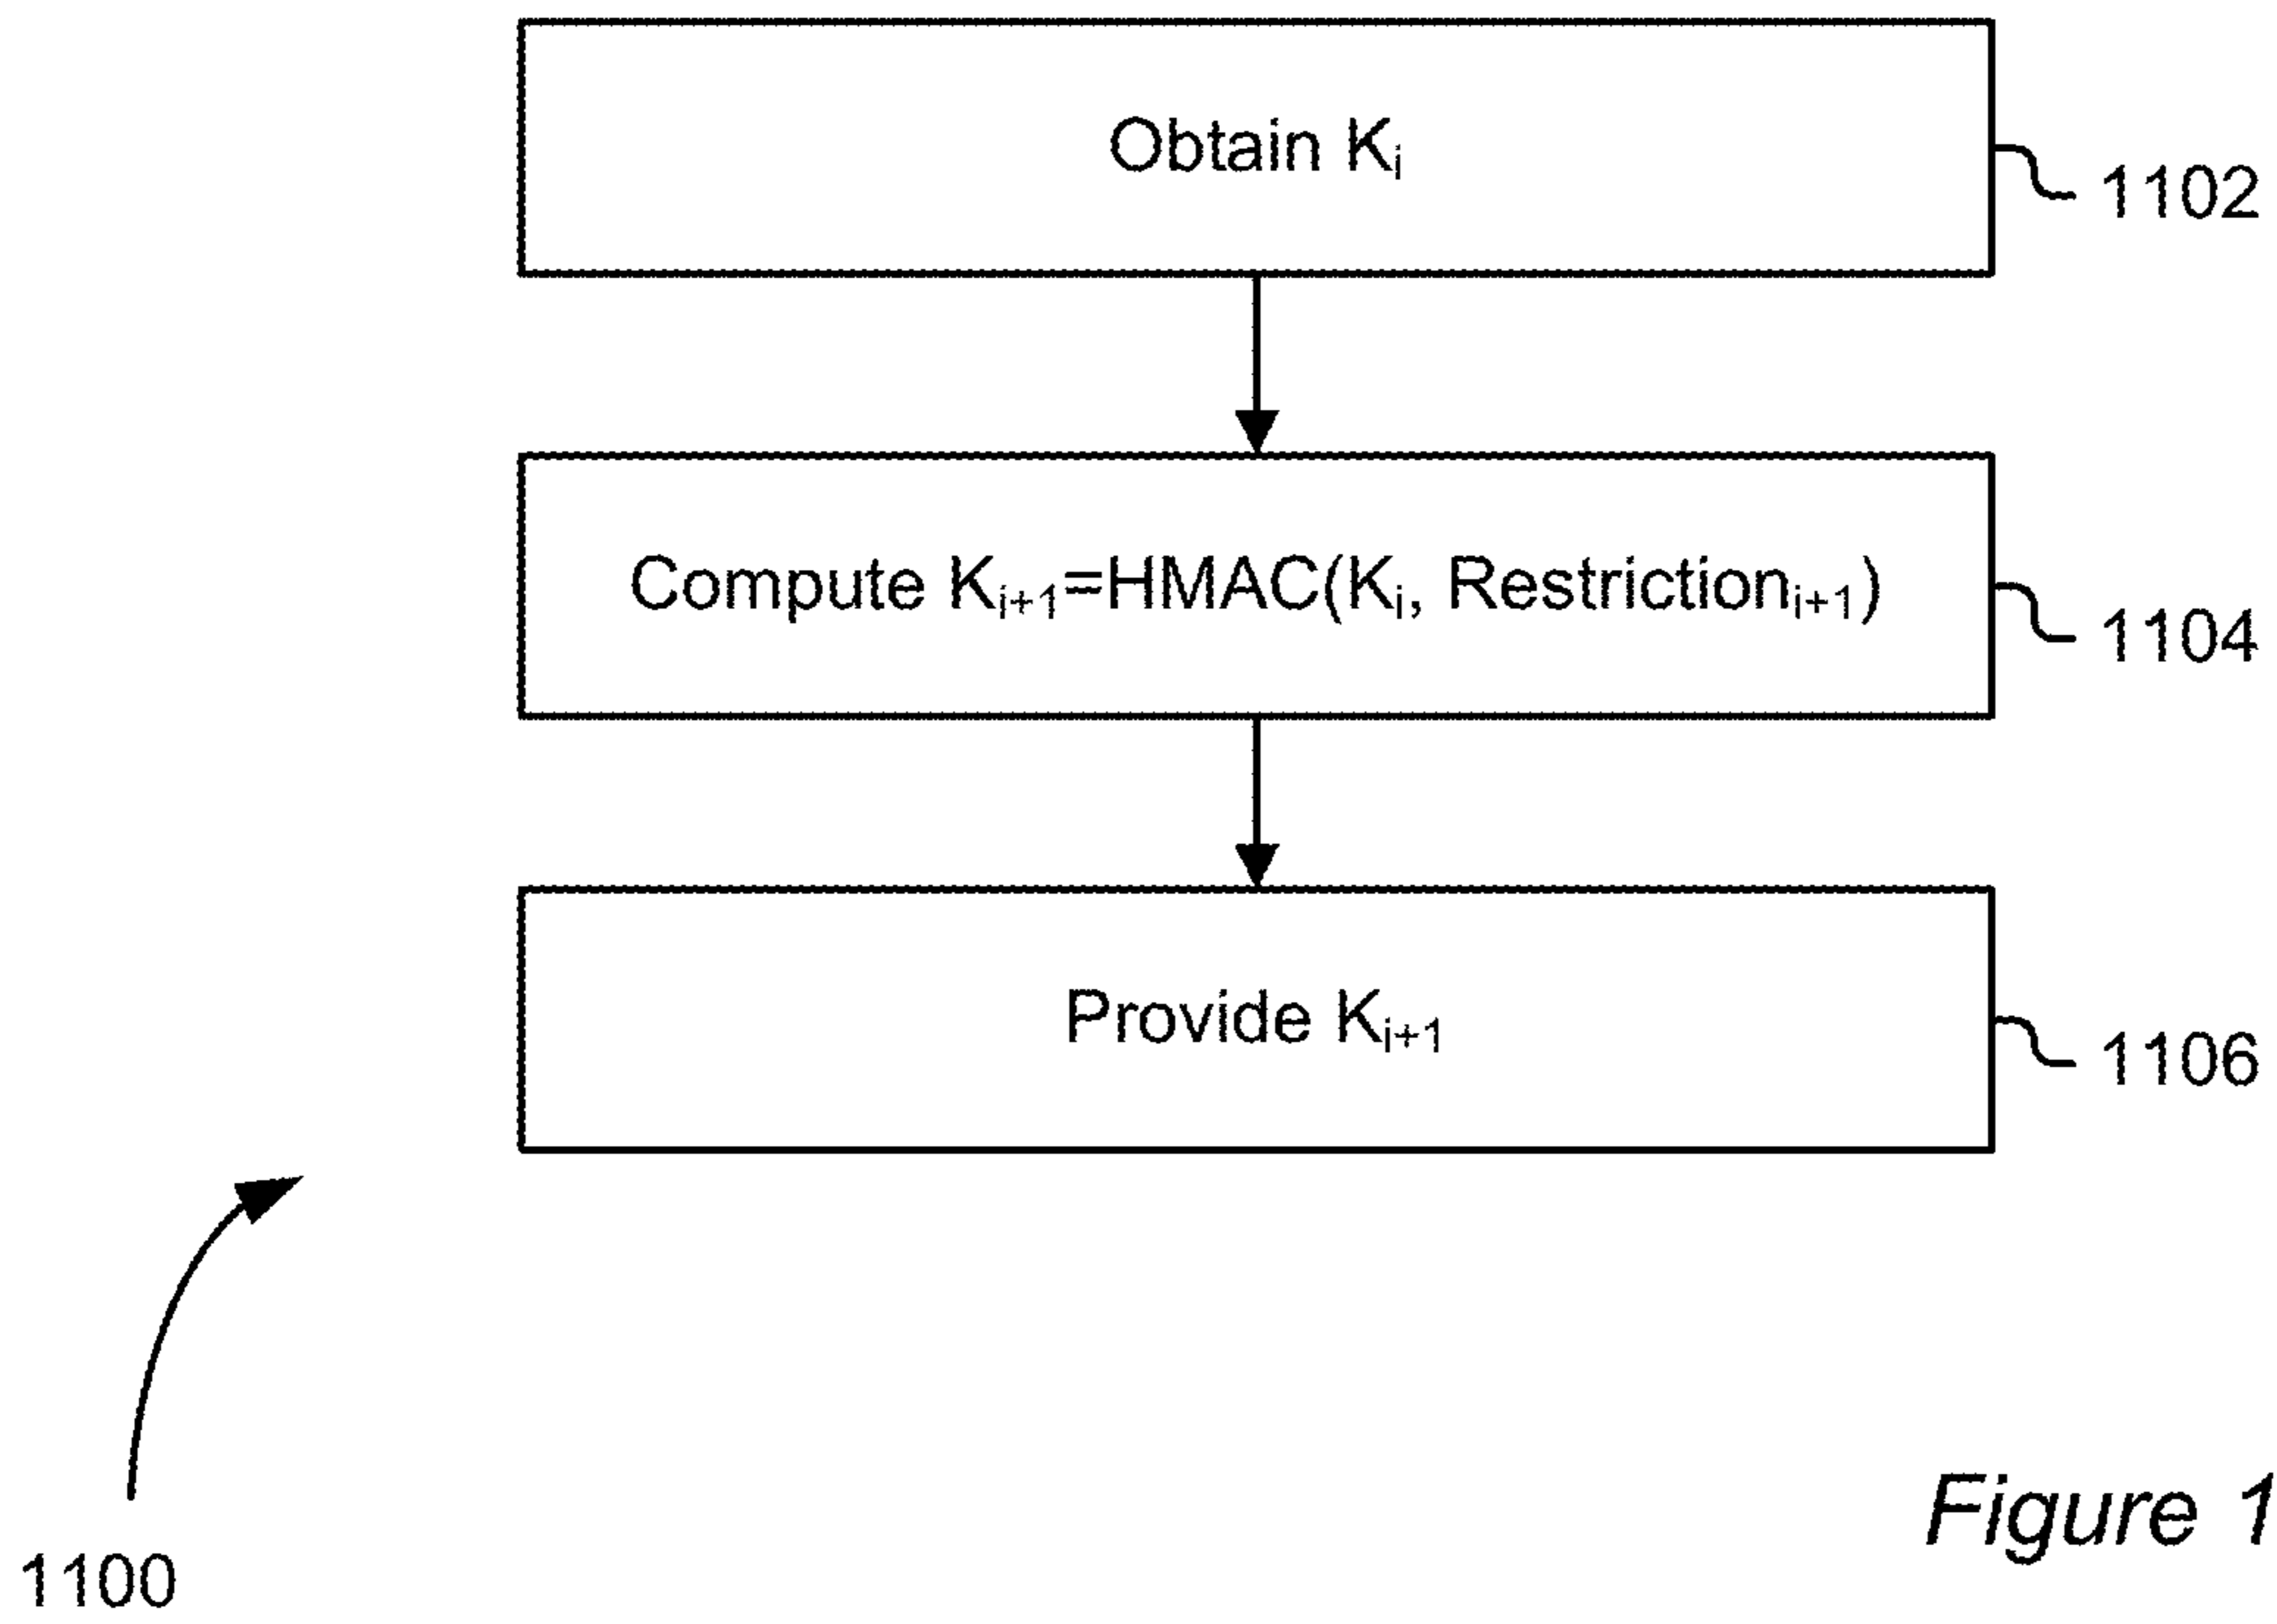 Obtain Kᵢ
1102
Compute Kᵢ₊₁=HMAC(Kᵢ, Restrictionᵢ₊₁)
1104
Provide Kᵢ₊₁
1106
1100
Figure 1